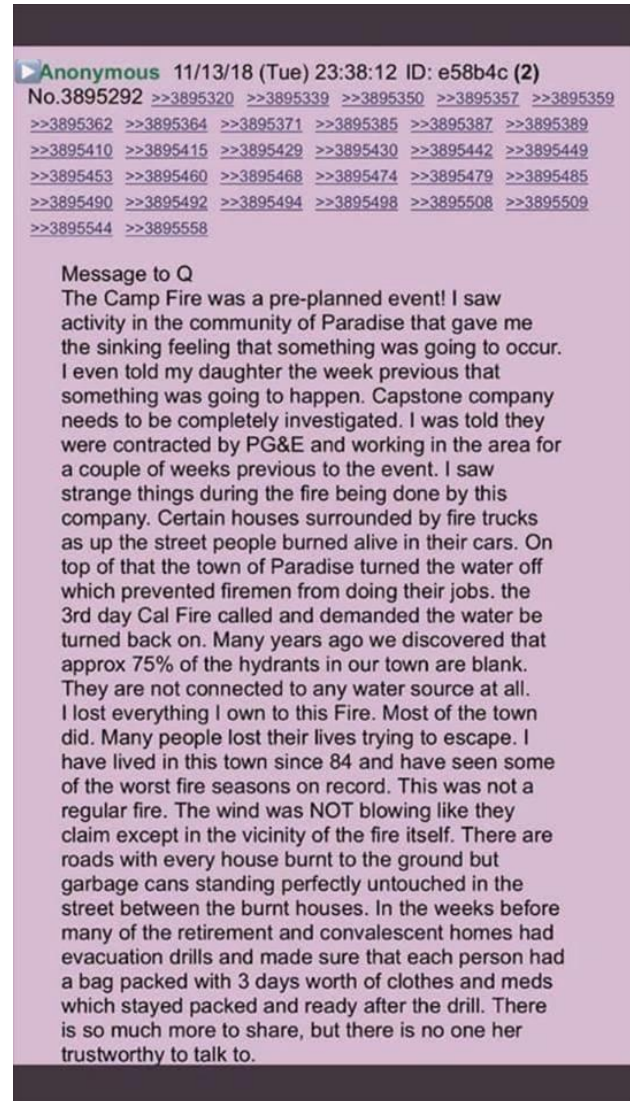 Anonymous 11/13/18 (Tue) 23:38:12 ID: e58b4c (2)
No.3895292 >>3895320 >>3895339 >>3895350 >>3895357 >>3895359
>>3895362 >>3895364 >>3895371 >>3895385 >>3895387 >>3895389
>>3895410 >>3895415 >>3895429 >>3895430 >>3895442 >>3895449
>>3895453 >>3895460 >>3895468 >>3895474 >>3895479 >>3895485
>>3895490 >>3895492 >>3895494 >>3895498 >>3895508 >>3895509
>>3895544 >>3895558
Message to Q
The Camp Fire was a pre-planned event! I saw
activity in the community of Paradise that gave me
the sinking feeling that something was going to occur.
I even told my daughter the week previous that
something was going to happen. Capstone company
needs to be completely investigated. I was told they
were contracted by PG&E and working in the area for
a couple of weeks previous to the event. I saw
strange things during the fire being done by this
company. Certain houses surrounded by fire trucks
as up the street people burned alive in their cars. On
top of that the town of Paradise turned the water off
which prevented firemen from doing their jobs. the
3rd day Cal Fire called and demanded the water be
turned back on. Many years ago we discovered that
approx 75% of the hydrants in our town are blank.
They are not connected to any water source at all.
I lost everything I own to this Fire. Most of the town
did. Many people lost their lives trying to escape. I
have lived in this town since 84 and have seen some
of the worst fire seasons on record. This was not a
regular fire. The wind was NOT blowing like they
claim except in the vicinity of the fire itself. There are
roads with every house burnt to the ground but
garbage cans standing perfectly untouched in the
street between the burnt houses. In the weeks before
many of the retirement and convalescent homes had
evacuation drills and made sure that each person had
a bag packed with 3 days worth of clothes and meds
which stayed packed and ready after the drill. There
is so much more to share, but there is no one her
trustworthy to talk to.